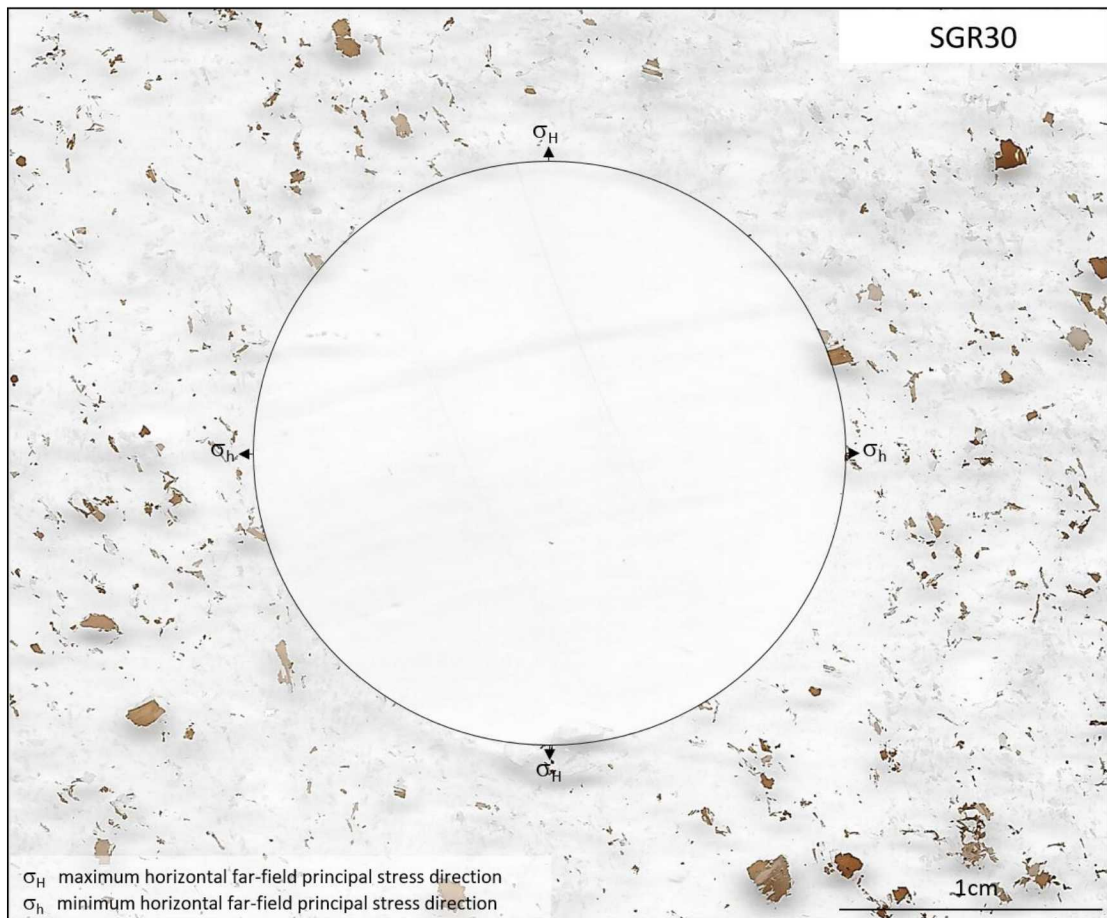 SGR30
σH
σh
σh
σH
σH maximum horizontal far-field principal stress direction
σh minimum horizontal far-field principal stress direction
1cm